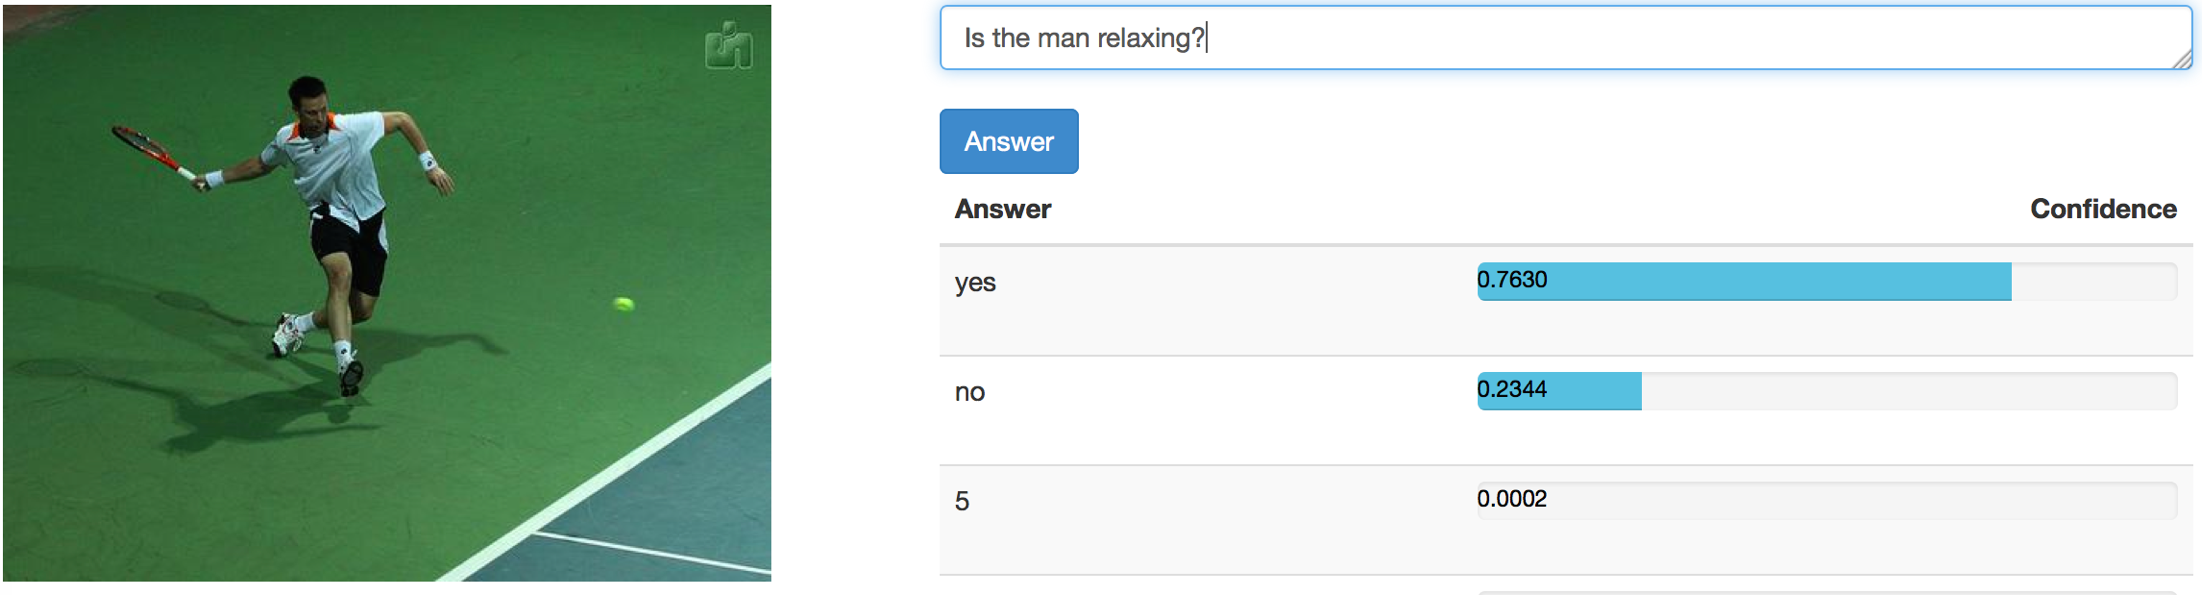 Is the man relaxing?
Answer
Answer Confidence
yes 0.7630
no 0.2344
5 0.0002